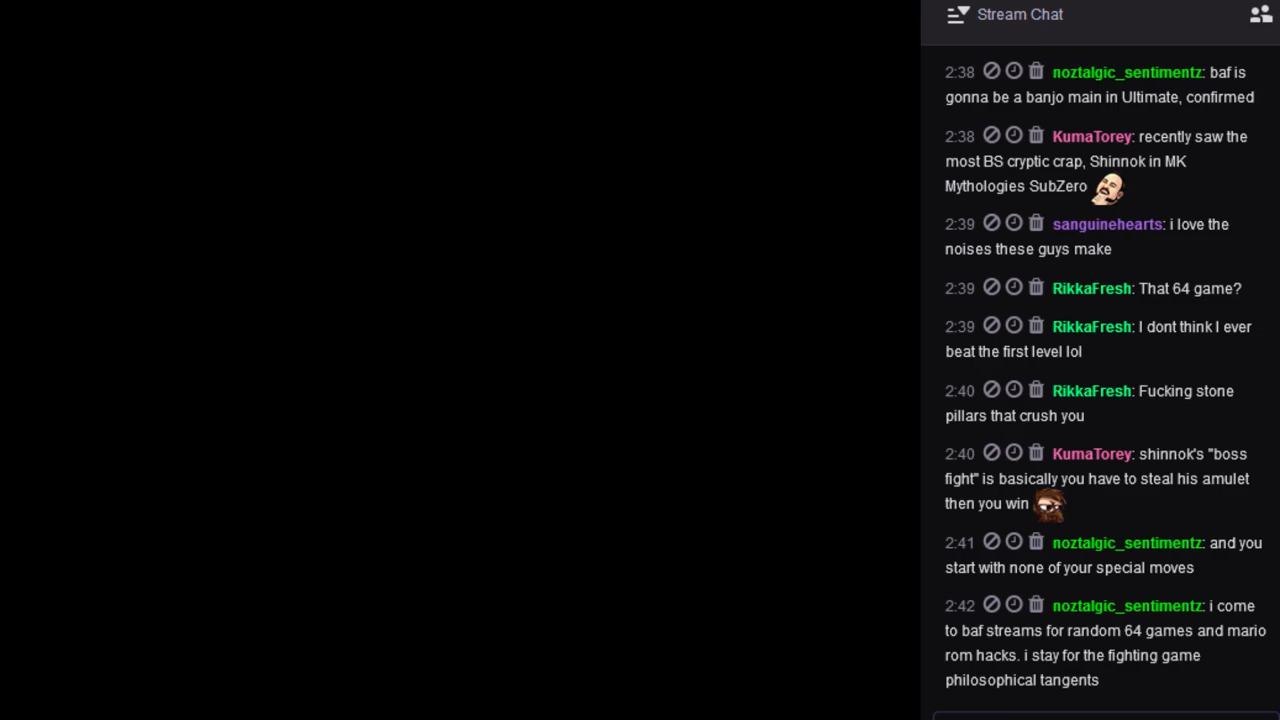 Stream Chat
2:38 noztalgic_sentimentz: baf is
gonna be a banjo main in Ultimate, confirmed
2:38 KumaTorey: recently saw the
most BS cryptic crap, Shinnok in MK
Mythologies SubZero
2:39 sanguinehearts: i love the
noises these guys make
2:39 RikkaFresh: That 64 game?
2:39 RikkaFresh: I dont think I ever
beat the first level lol
2:40 RikkaFresh: Fucking stone
pillars that crush you
2:40 KumaTorey: shinnok's "boss
fight" is basically you have to steal his amulet
then you win
2:41 noztalgic_sentimentz: and you
start with none of your special moves
2:42 noztalgic_sentimentz: i come
to baf streams for random 64 games and mario
rom hacks. i stay for the fighting game
philosophical tangents